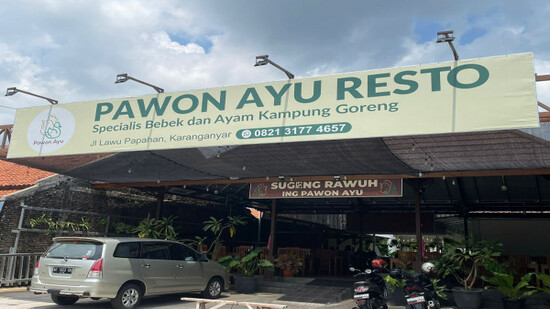 PAWON AYU RESTO
Specialis Bebek dan Ayam Kampung Goreng
Jl Lawu Papahan, Karanganyar 0821 3177 4657
Pawon Ayu
SUGENG RAWUH
ING PAWON AYU